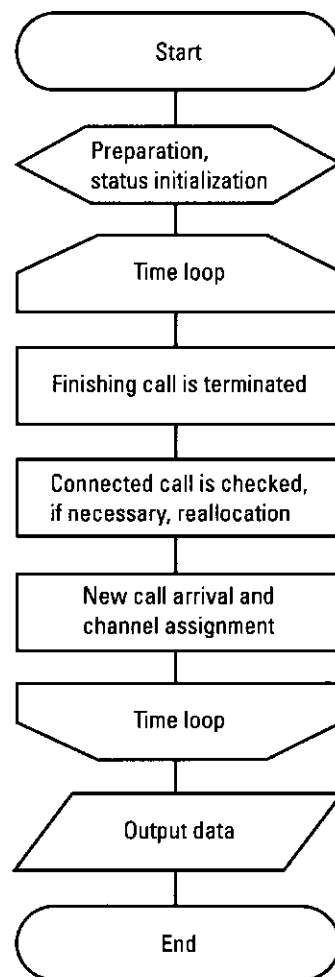 Start
Preparation,
status initialization
Time loop
Finishing call is terminated
Connected call is checked,
if necessary, reallocation
New call arrival and
channel assignment
Time loop
Output data
End